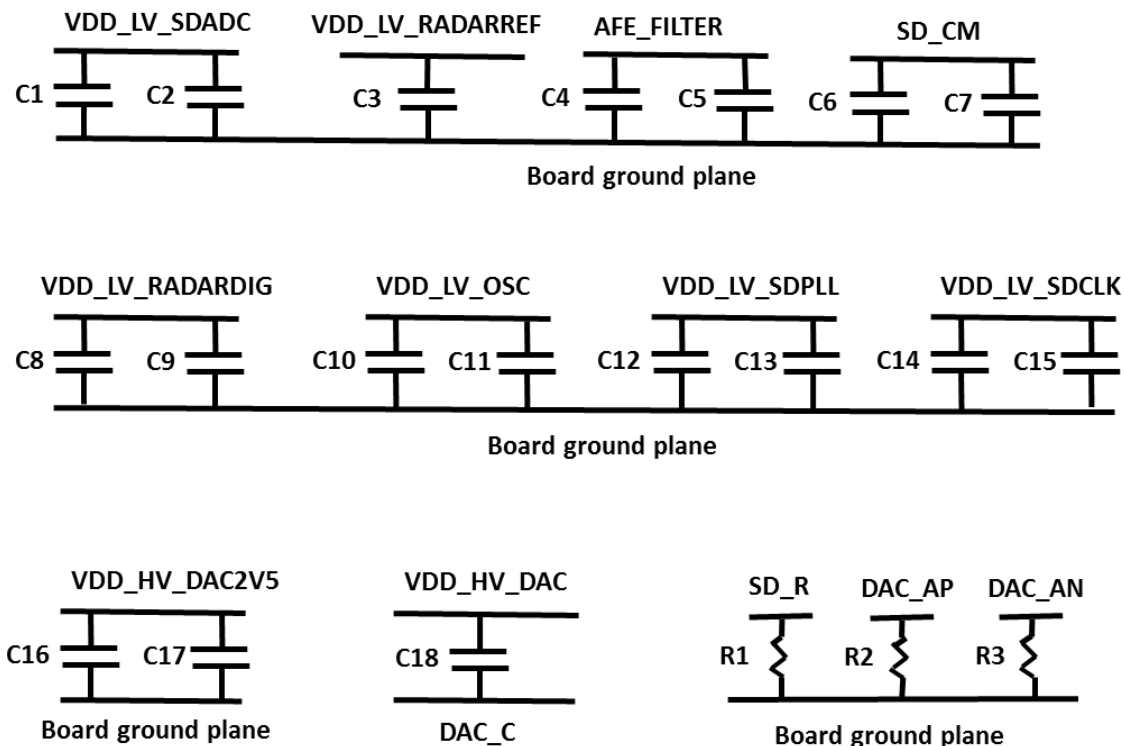 VDD_LV_SDADC VDD_LV_RADARREF AFE_FILTER SD_CM
C1 C2 C3 C4 C5 C6 C7
Board ground plane
VDD_LV_RADARDIG VDD_LV_OSC VDD_LV_SDPLL VDD_LV_SDCLK
C8 C9 C10 C11 C12 C13 C14 C15
Board ground plane
VDD_HV_DAC2V5 VDD_HV_DAC SD_R DAC_AP DAC_AN
C16 C17 C18 R1 R2 R3
Board ground plane DAC_C Board ground plane